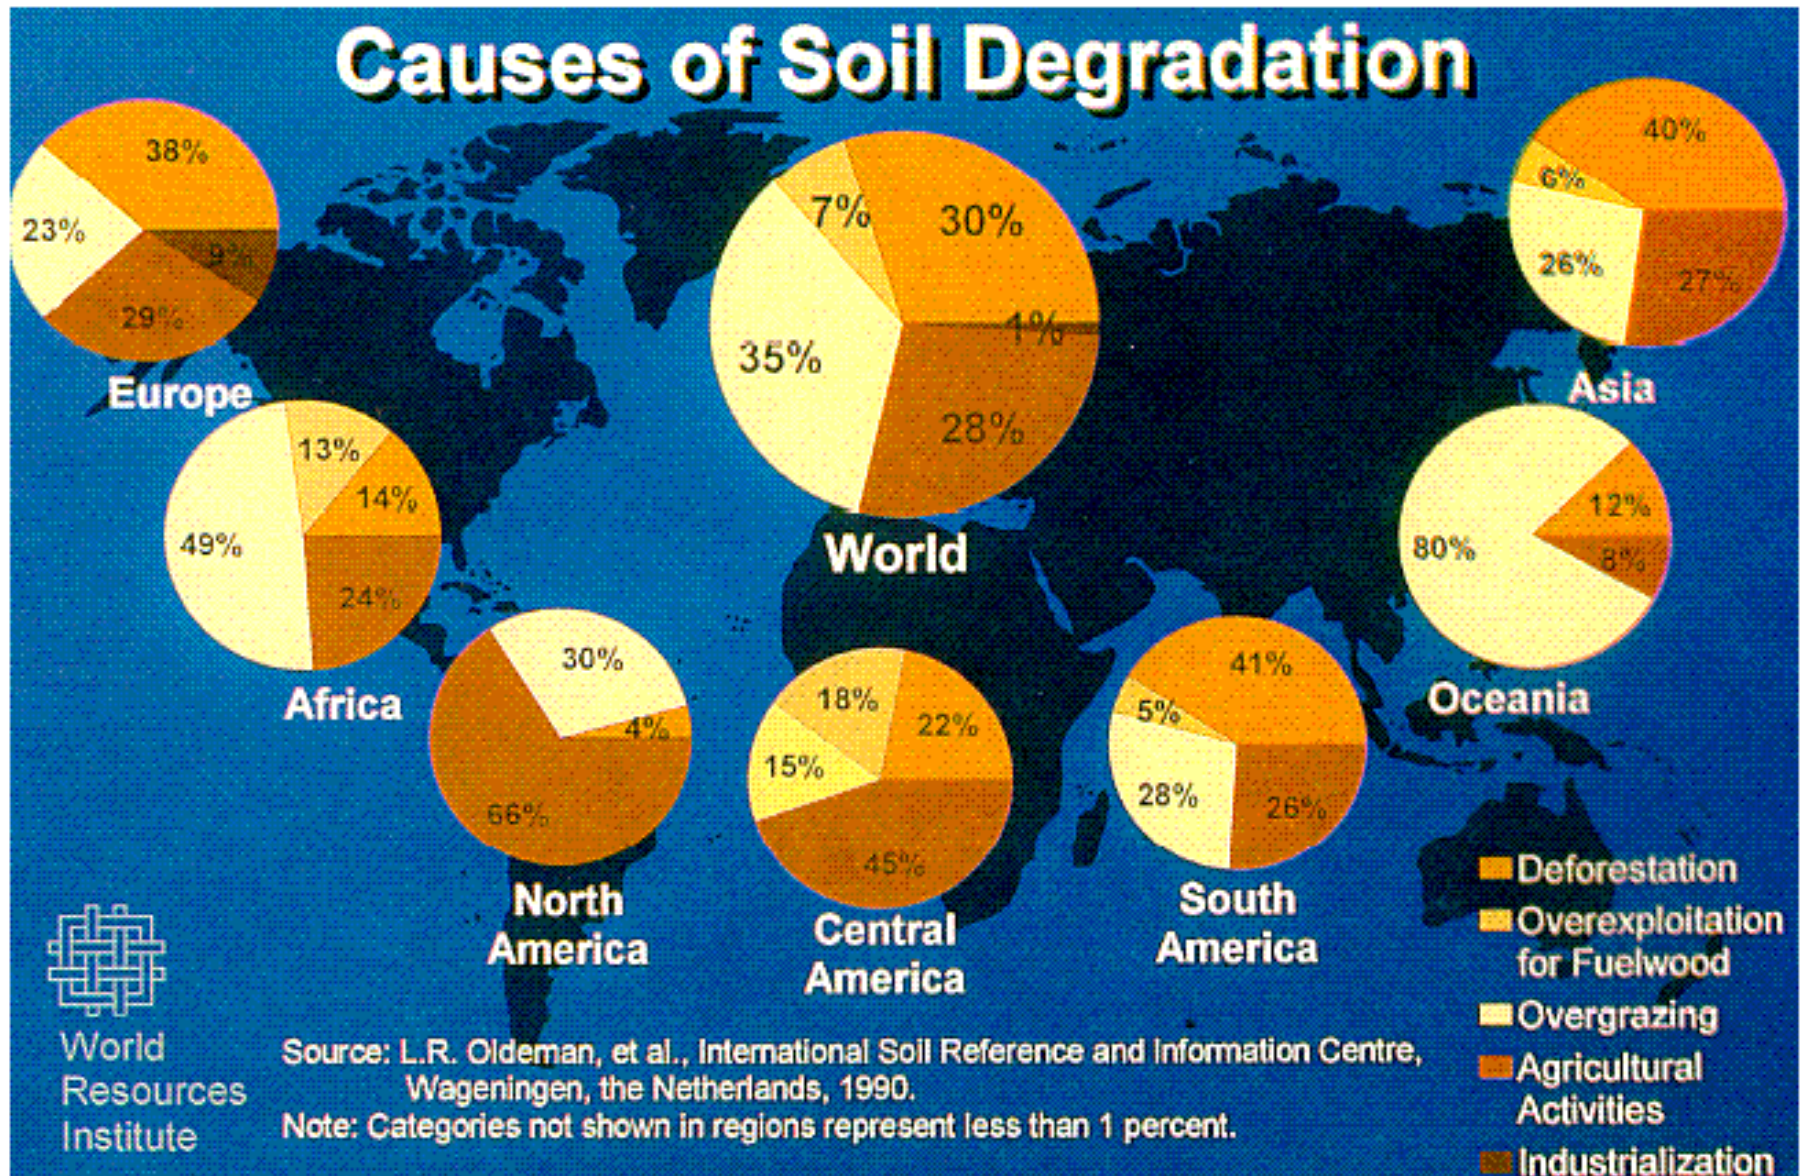 Causes of Soil Degradation
38%
23%
9%
29%
Europe
7%
30%
1%
35%
28%
World
40%
6%
26%
27%
Asia
13%
14%
49%
24%
Africa
12%
80%
8%
Oceania
30%
4%
66%
North
America
18%
22%
15%
45%
Central
America
41%
5%
28%
26%
South
America
Deforestation
Overexploitation
for Fuelwood
Overgrazing
Agricultural
Activities
Industrialization
World
Resources
Institute
Source: L.R. Oldeman, et al., International Soil Reference and Information Centre,
Wageningen, the Netherlands, 1990.
Note: Categories not shown in regions represent less than 1 percent.